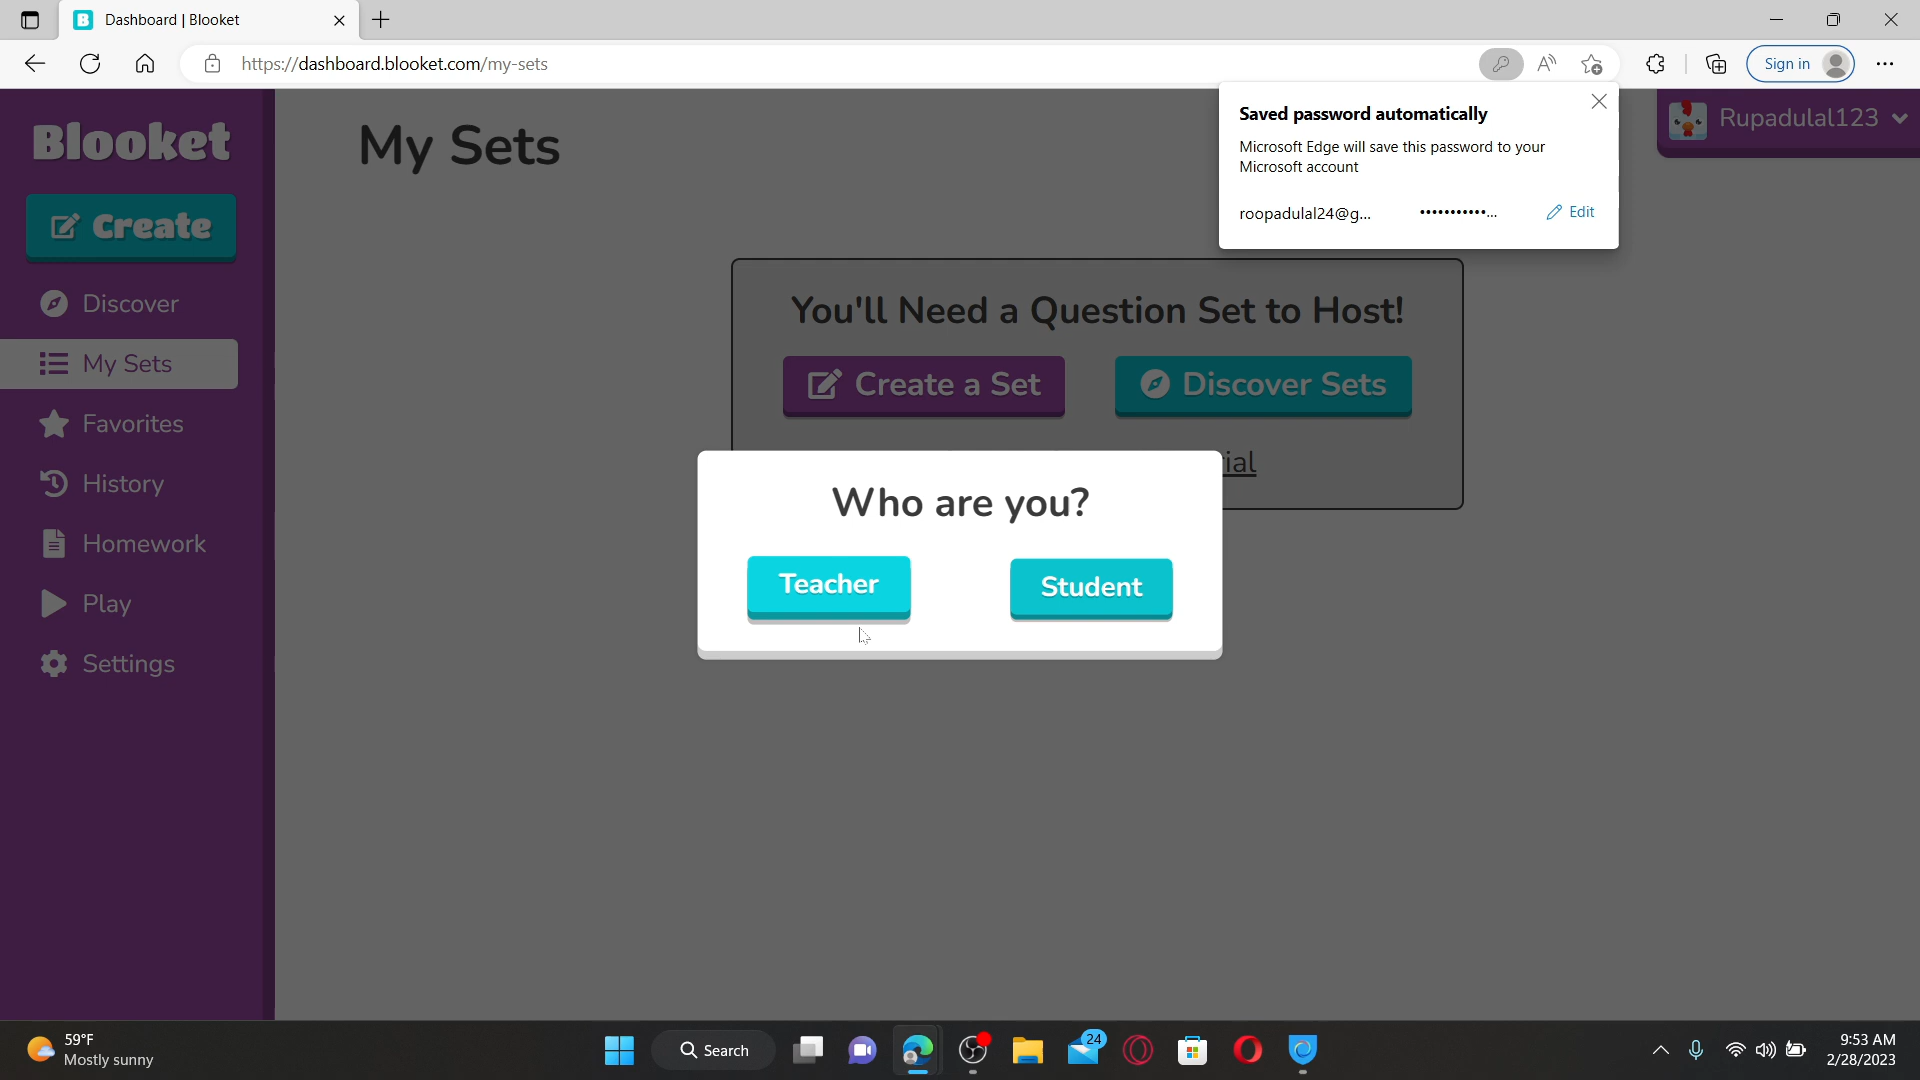 Dashboard | Blooket
https://dashboard.blooket.com/my-sets
Sign in
Blooket
Create
Discover
My Sets
Favorites
History
Homework
Play
Settings
My Sets
Saved password automatically
Microsoft Edge will save this password to your
Microsoft account
roopadulal24@g...
Edit
Rupadulal123
You'll Need a Question Set to Host!
Create a Set
Discover Sets
ial
Who are you?
Teacher
Student
59°F
Mostly sunny
Search
24
9:53 AM
2/28/2023